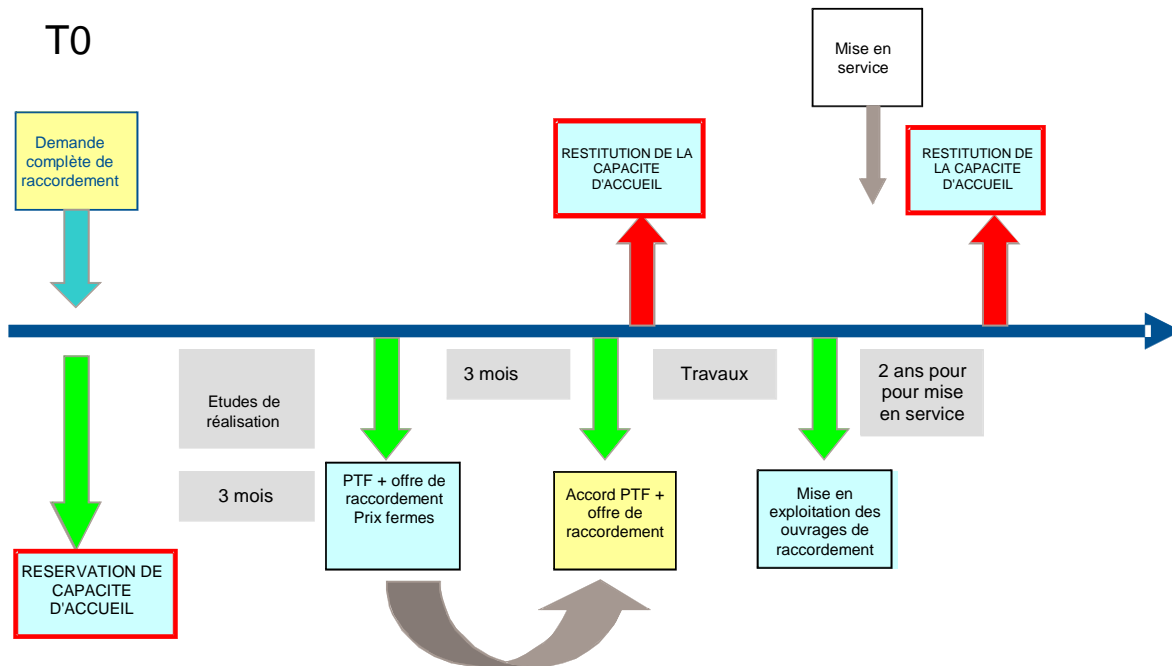 T0
Mise en
service
Demande
complète de
raccordement
RESTITUTION DE LA
CAPACITE
D'ACCUEIL
RESTITUTION DE
LA CAPACITE
D'ACCUEIL
Etudes de
réalisation
3 mois
3 mois
Travaux
2 ans pour
pour mise
en service
PTF + offre de
raccordement
Prix fermes
Accord PTF +
offre de
raccordement
Mise en
exploitation des
ouvrages de
raccordement
RESERVATION DE
CAPACITE
D'ACCUEIL